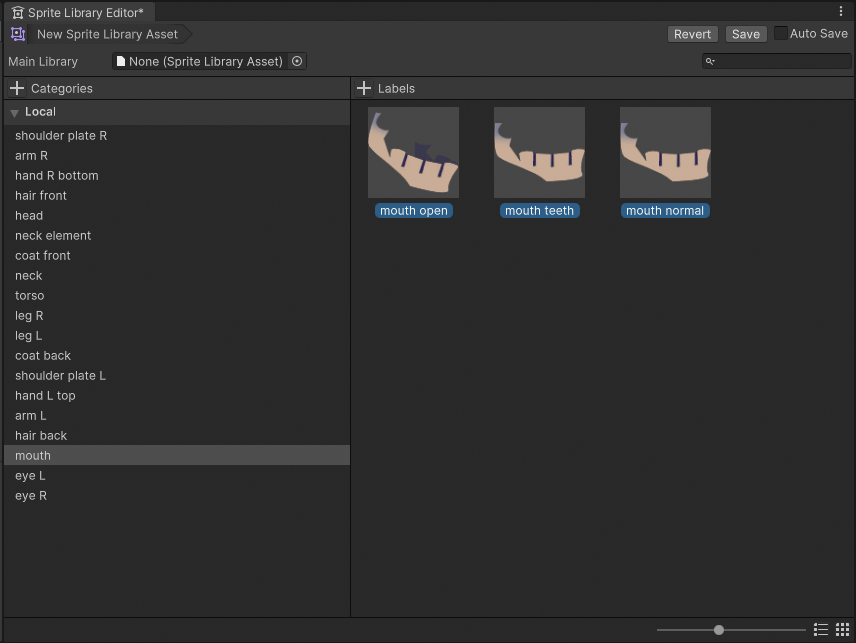 Sprite Library Editor*
New Sprite Library Asset
Revert
Save
Auto Save
Main Library
None (Sprite Library Asset)
Categories
Labels
Local
shoulder plate R
arm R
hand R bottom
hair front
head
neck element
coat front
neck
torso
leg R
leg L
coat back
shoulder plate L
hand L top
arm L
hair back
mouth
eye L
eye R
mouth open
mouth teeth
mouth normal